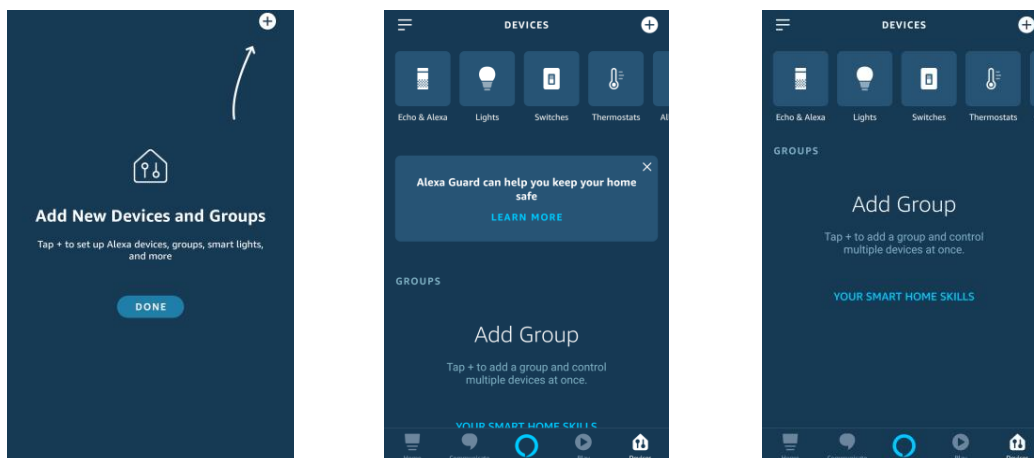 Add New Devices and Groups
Tap + to set up Alexa devices, groups, smart lights,
and more
DONE
DEVICES
Echo & Alexa
Lights
Switches
Thermostats
Al
Alexa Guard can help you keep your home
safe
LEARN MORE
GROUPS
Add Group
Tap + to add a group and control
multiple devices at once.
YOUR SMART HOME SKILLS
Devices
DEVICES
Echo & Alexa
Lights
Switches
Thermostats
GROUPS
Add Group
Tap + to add a group and control
multiple devices at once.
YOUR SMART HOME SKILLS
Devices